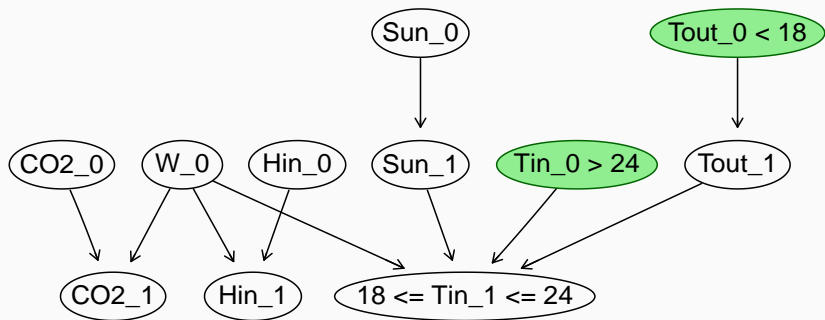 Sun_0
Tout_0 < 18
CO2_0
W_0
Hin_0
Sun_1
Tin_0 > 24
Tout_1
CO2_1
Hin_1
18 <= Tin_1 <= 24